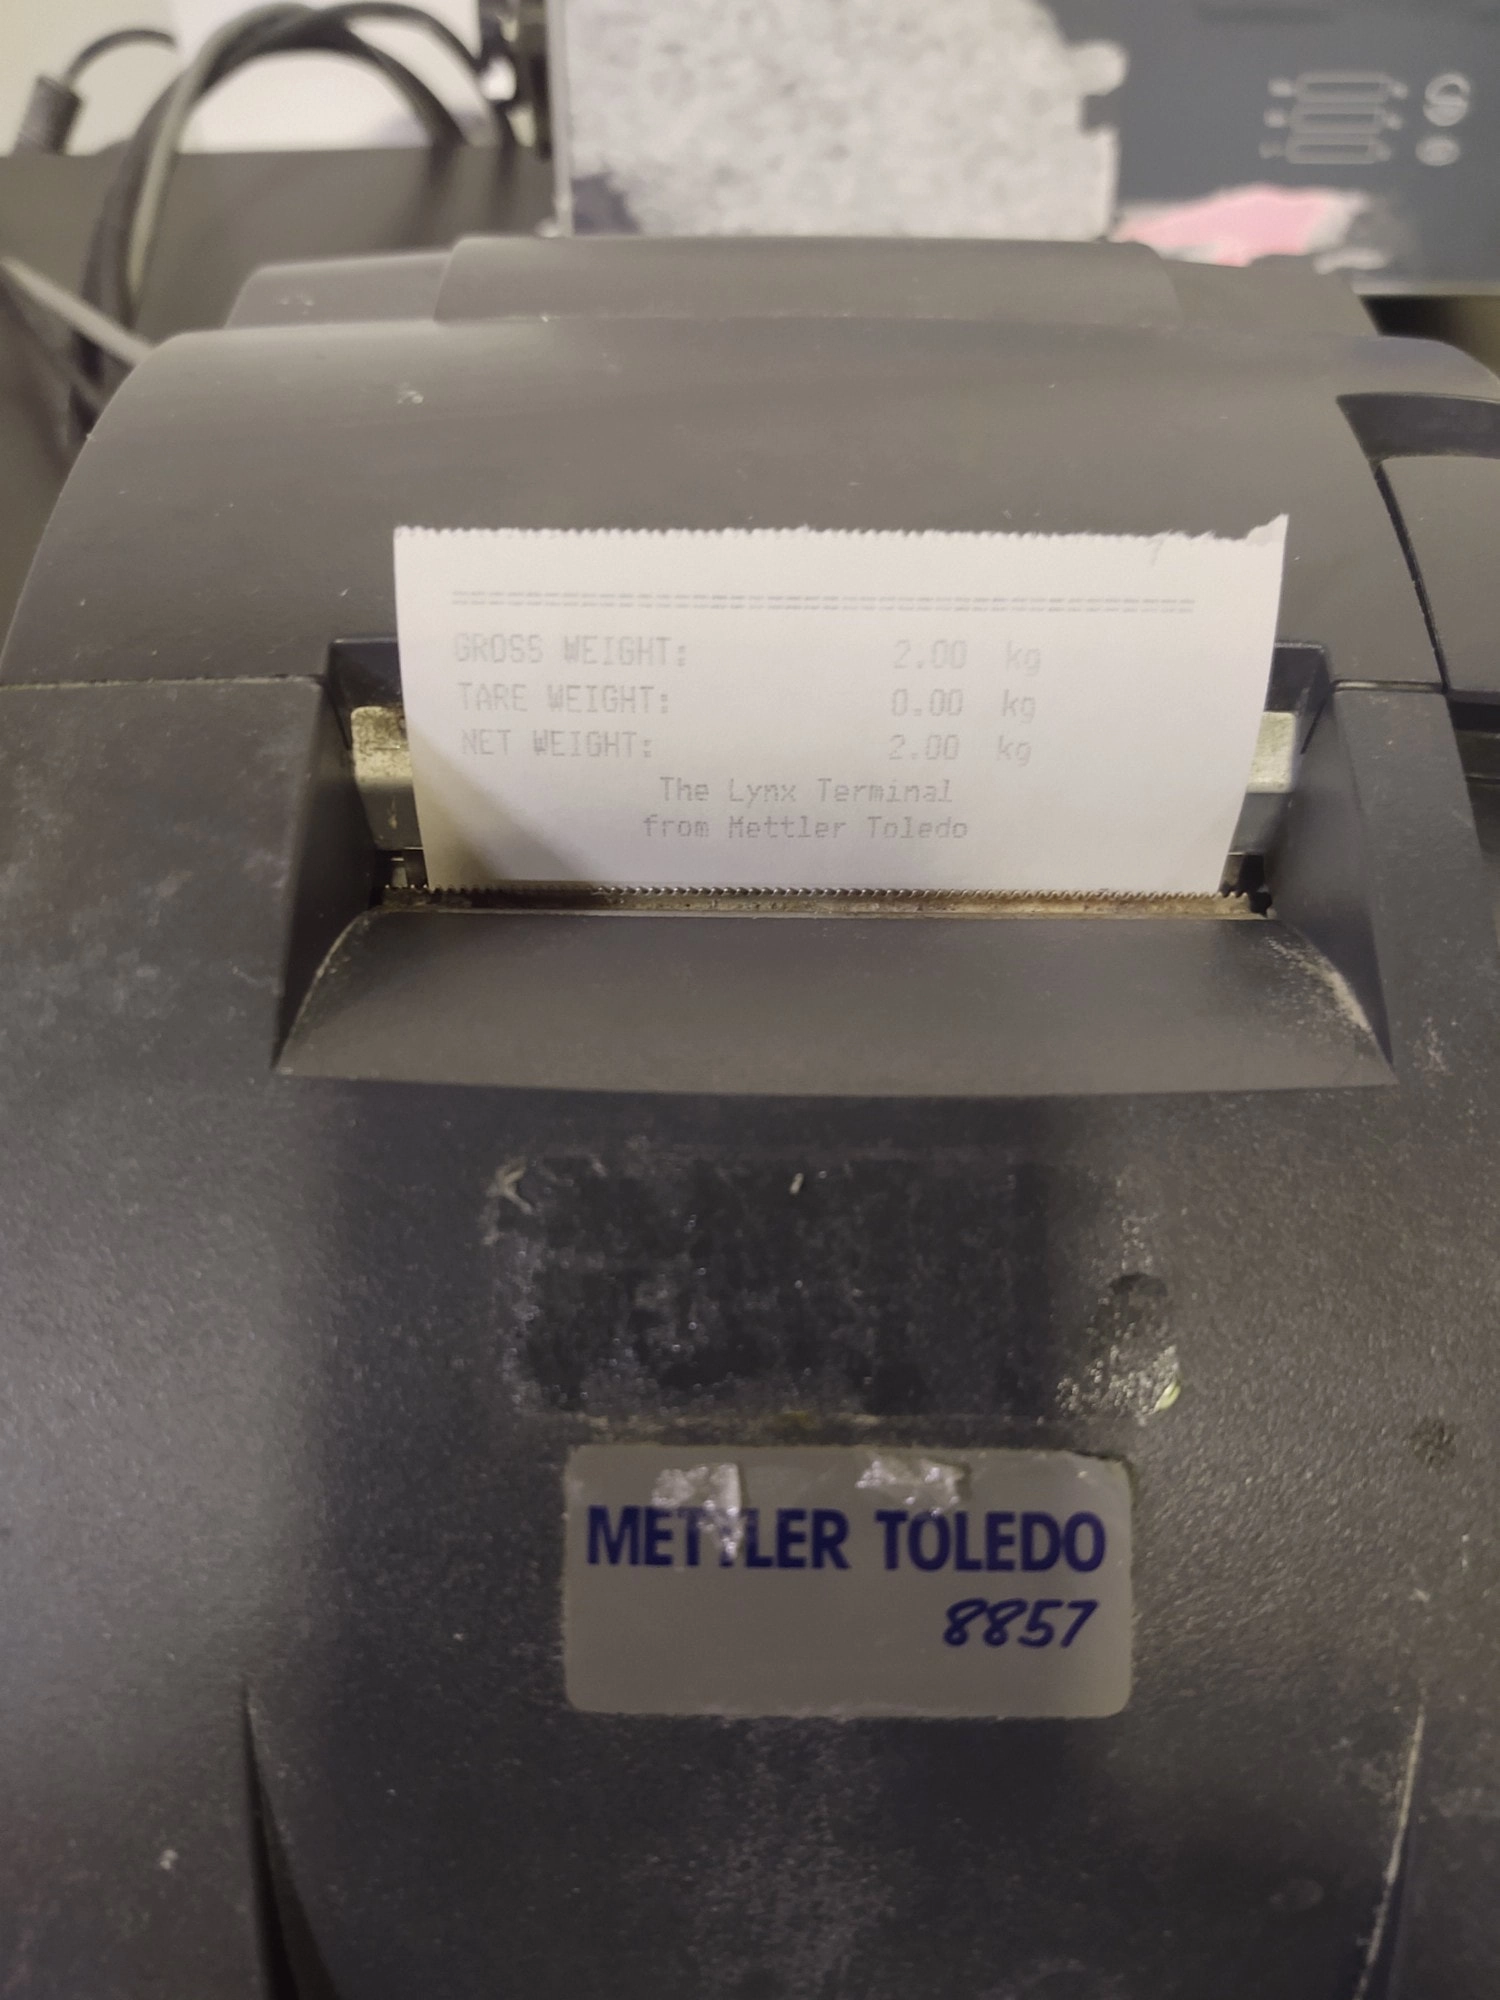 ================================
GROSS WEIGHT: 2.00 kg
TARE WEIGHT: 0.00 kg
NET WEIGHT: 2.00 kg
The Lynx Terminal
from Mettler Toledo
METTLER TOLEDO
8857